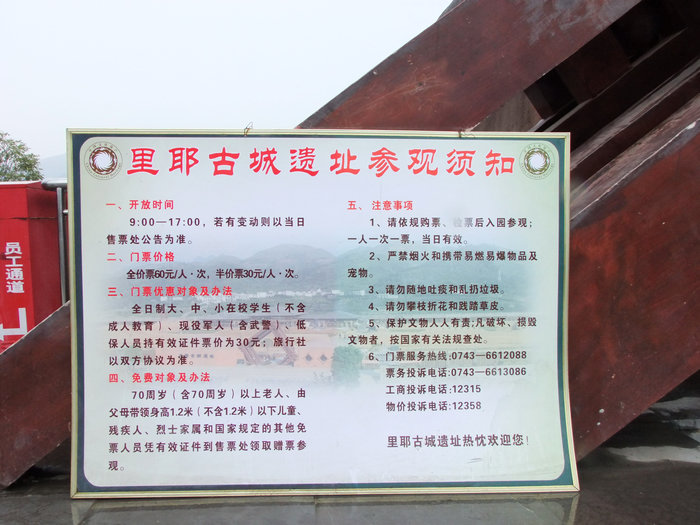 里耶古城遗址参观须知
一、开放时间
9:00—17:00，若有变动则以当日
售票处公告为准。
二、门票价格
全价票60元/人·次，半价票30元/人·次。
三、门票优惠对象及办法
全日制大、中、小在校学生（不含
成人教育）、现役军人（含武警）、低
保人员持有效证件票价为30元；旅行社
以双方协议为准。
四、免费对象及办法
70周岁（含70周岁）以上老人、由
父母带领身高1.2米（不含1.2米）以下儿童、
残疾人、烈士家属和国家规定的其他免
票人员凭有效证件到售票处领取赠票参
观。
五、注意事项
1、请依规购票、验票后入园参观；
一人一次一票，当日有效。
2、严禁烟火和携带易燃易爆物品及
宠物。
3、请勿随地吐痰和乱扔垃圾。
4、请勿攀枝折花和践踏草皮。
5、保护文物人人有责；凡破坏、损毁
文物者，按国家有关法规查处。
6、门票服务热线：0743—6612088
票务投诉电话：0743—6613086
工商投诉电话：12315
物价投诉电话：12358
里耶古城遗址热忱欢迎您！
员工通道